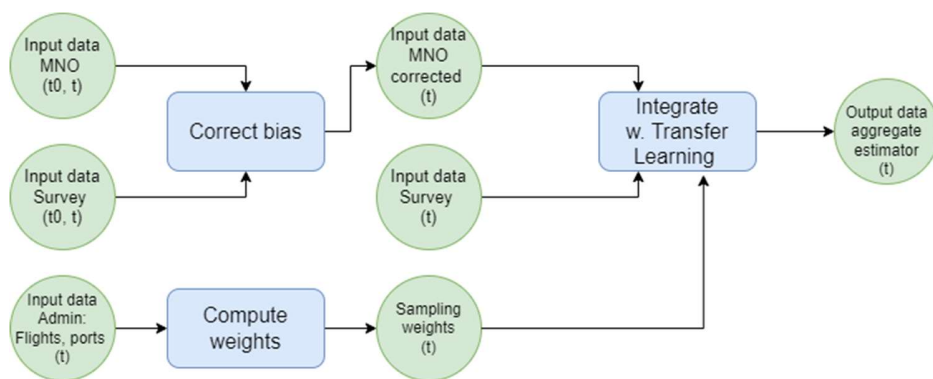 Input data
MNO
(t0, t)
Correct bias
Input data
MNO
corrected
(t)
Integrate
w. Transfer
Learning
Output data
aggregate
estimator
(t)
Input data
Survey
(t0, t)
Input data
Survey
(t)
Input data
Admin:
Flights, ports
(t)
Compute
weights
Sampling
weights
(t)